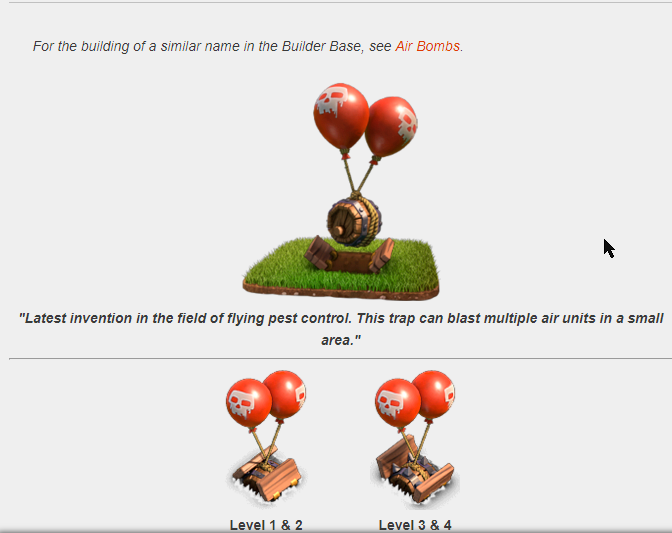 For the building of a similar name in the Builder Base, see Air Bombs.
"Latest invention in the field of flying pest control. This trap can blast multiple air units in a small
area."
Level 1 & 2 Level 3 & 4